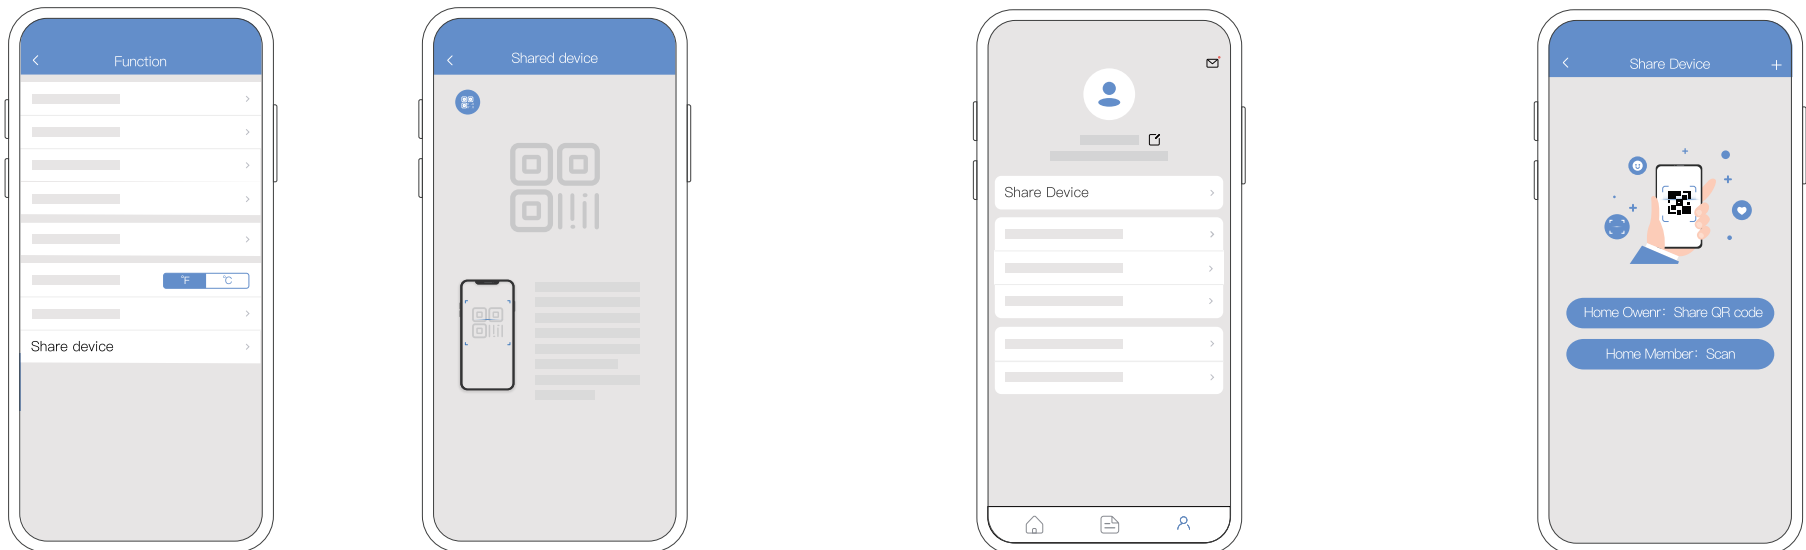 Function
°F °C
Share device
Shared device
Share Device
Share Device
Home Owenr: Share QR code
Home Member: Scan